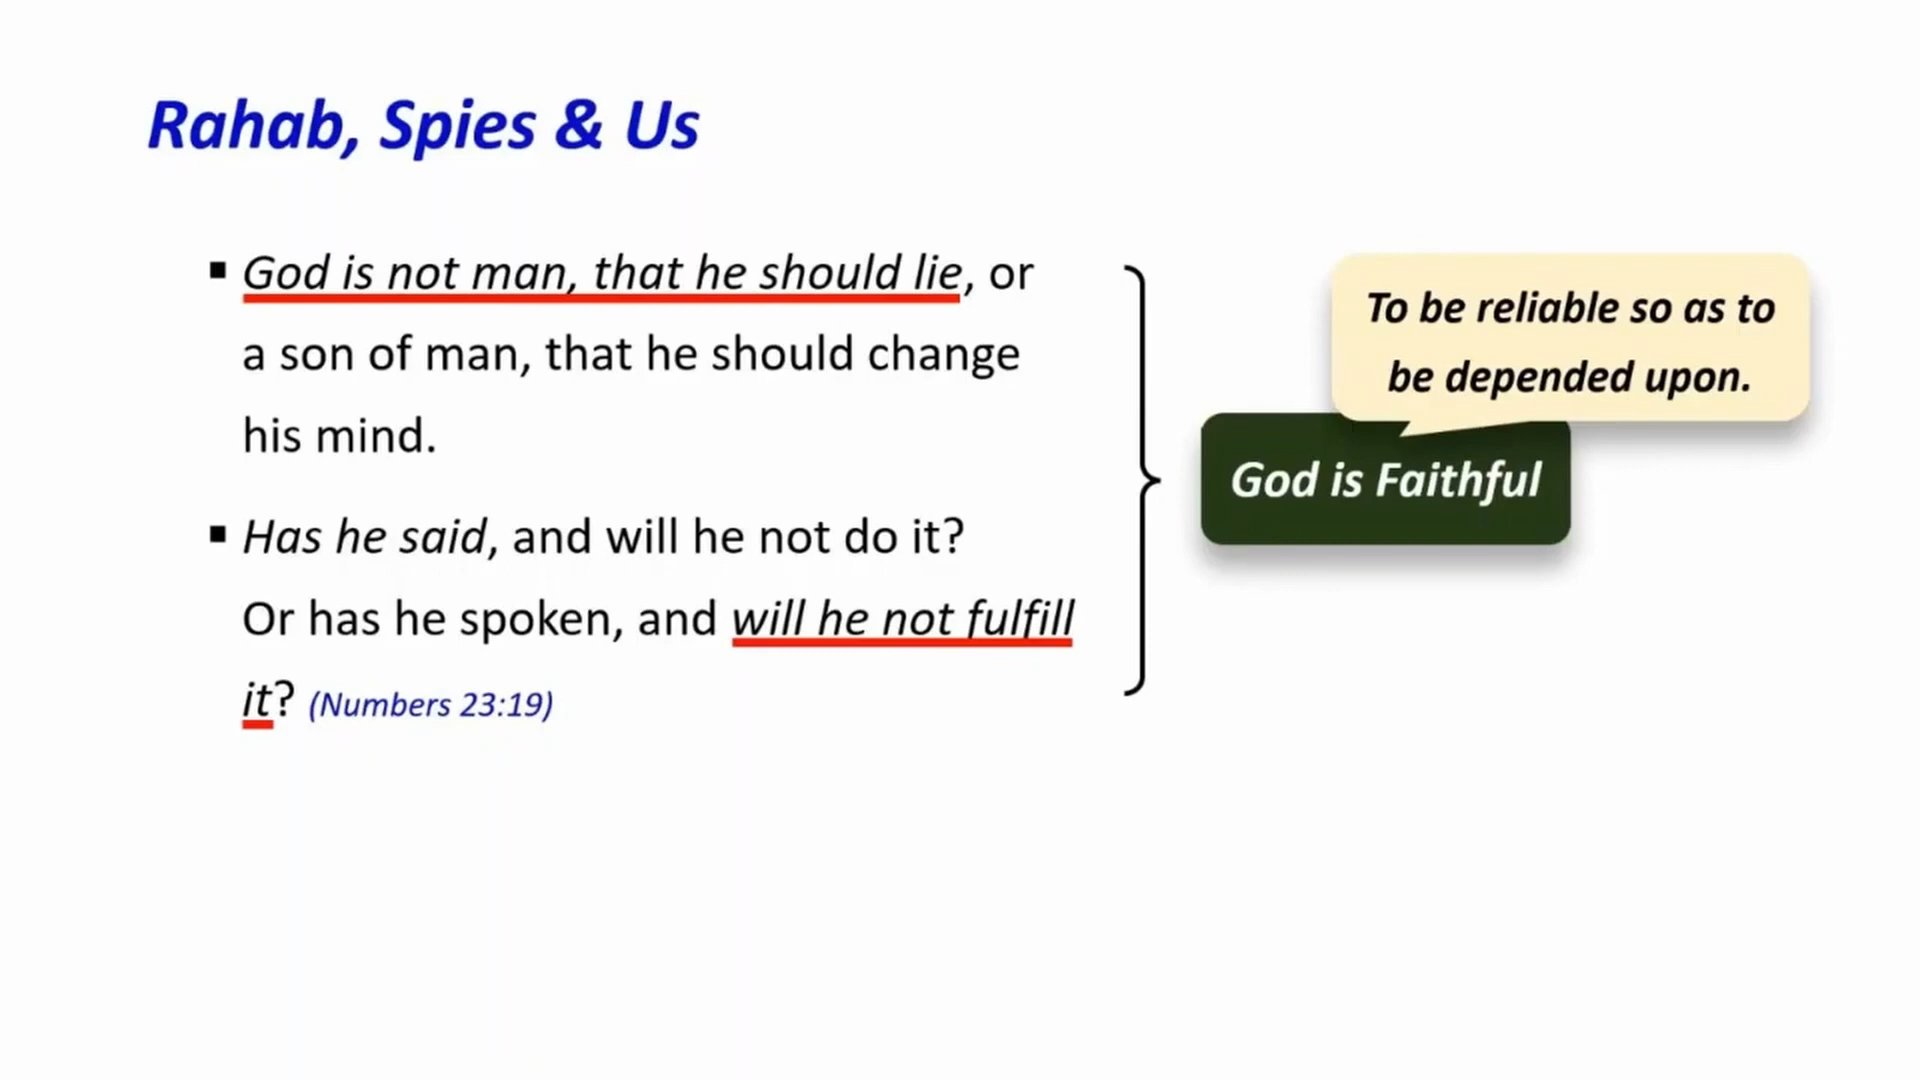 Rahab, Spies & Us
▪ God is not man, that he should lie, or
a son of man, that he should change
his mind.
▪ Has he said, and will he not do it?
Or has he spoken, and will he not fulfill
it? (Numbers 23:19)
To be reliable so as to
be depended upon.
God is Faithful